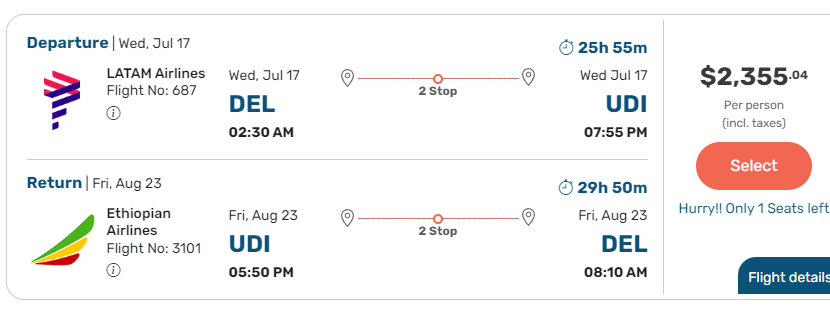 Departure | Wed, Jul 17
25h 55m
LATAM Airlines
Flight No: 687
Wed, Jul 17
DEL
02:30 AM
2 Stop
Wed Jul 17
UDI
07:55 PM
Return | Fri, Aug 23
29h 50m
Ethiopian
Airlines
Flight No: 3101
Fri, Aug 23
UDI
05:50 PM
2 Stop
Fri, Aug 23
DEL
08:10 AM
$2,355.04
Per person
(incl. taxes)
Select
Hurry!! Only 1 Seats left
Flight details